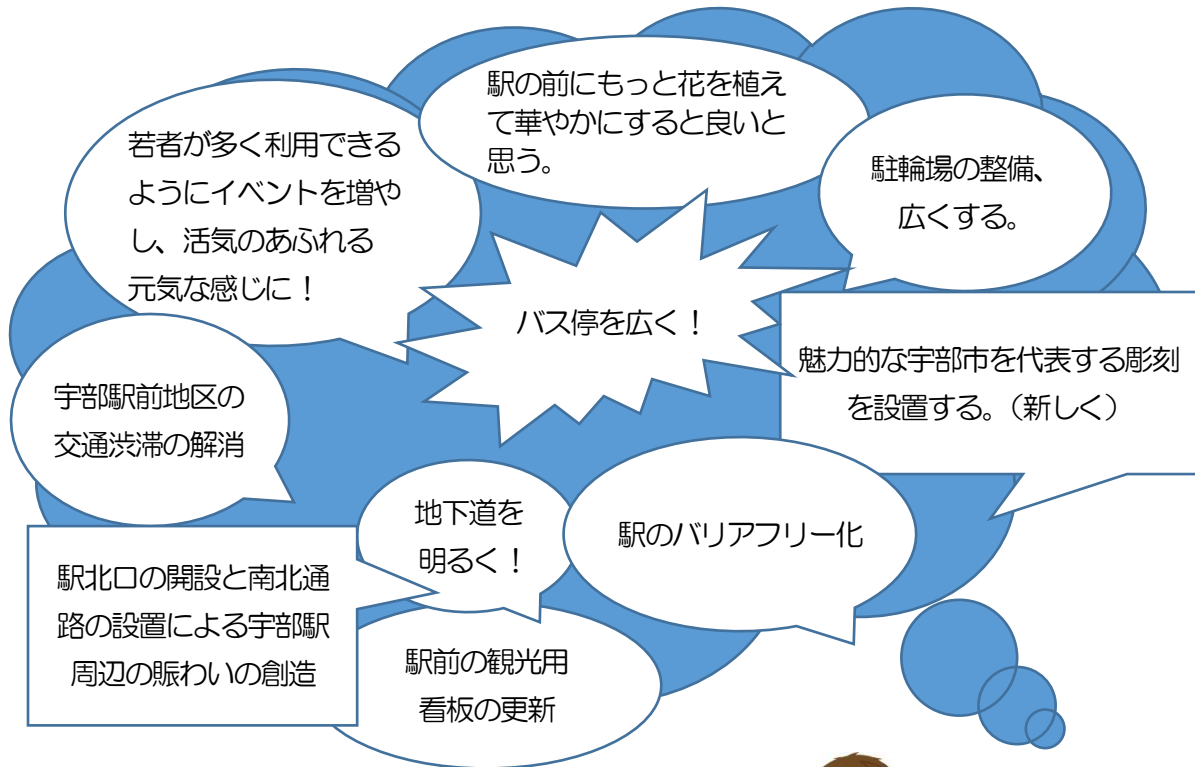 駅の前にもっと花を植え
て華やかにすると良いと
思う。
若者が多く利用できる
ようにイベントを増や
し、活気のあふれる
元気な感じに！
駐輪場の整備、
広くする。
バス停を広く！
魅力的な宇部市を代表する彫刻
を設置する。（新しく）
宇部駅前地区の
交通渋滞の解消
地下道を
明るく！
駅のバリアフリー化
駅北口の開設と南北通
路の設置による宇部駅
周辺の賑わいの創造
駅前の観光用
看板の更新